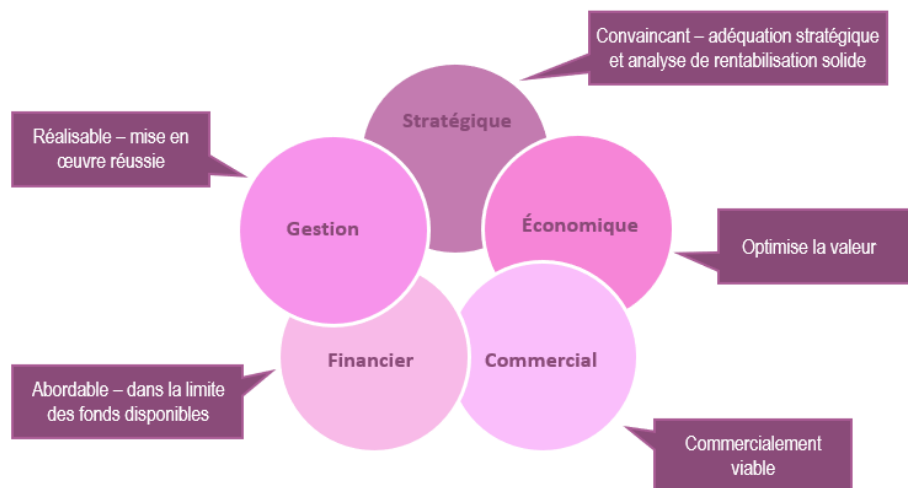 Convaincant – adéquation stratégique
et analyse de rentabilisation solide
Stratégique
Réalisable – mise en
œuvre réussie
Gestion
Économique
Optimise la valeur
Financier
Commercial
Abordable – dans la limite
des fonds disponibles
Commercialement
viable